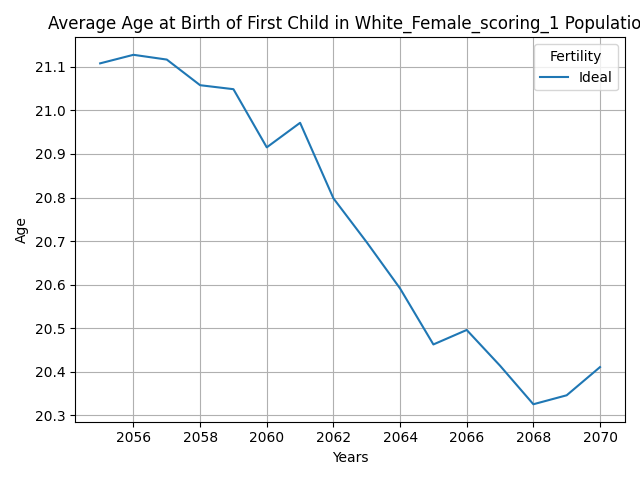 Average Age at Birth of First Child in White_Female_scoring_1 Populatio
Fertility
Ideal
Age
21.1
21.0
20.9
20.8
20.7
20.6
20.5
20.4
20.3
2056 2058 2060 2062 2064 2066 2068 2070
Years